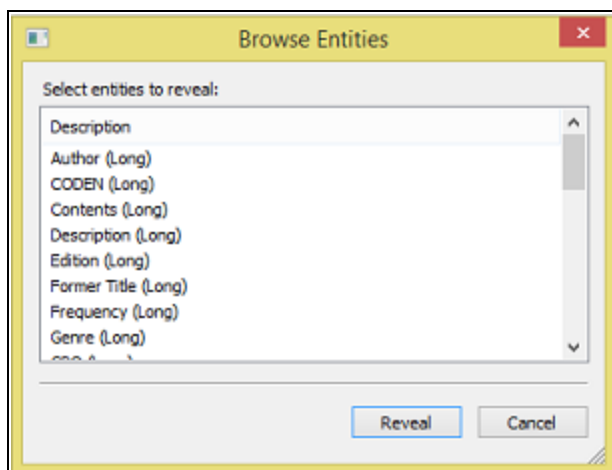 Browse Entities
Select entities to reveal:
Description
Author (Long)
CODEN (Long)
Contents (Long)
Description (Long)
Edition (Long)
Former Title (Long)
Frequency (Long)
Genre (Long)
Reveal
Cancel